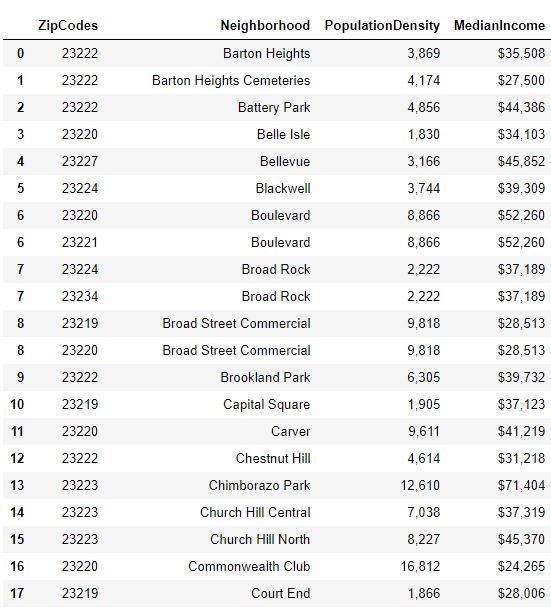 ZipCodes Neighborhood PopulationDensity MedianIncome
0 23222 Barton Heights 3,869 $35,508
1 23222 Barton Heights Cemeteries 4,174 $27,500
2 23222 Battery Park 4,856 $44,386
3 23220 Belle Isle 1,830 $34,103
4 23227 Bellevue 3,166 $45,852
5 23224 Blackwell 3,744 $39,309
6 23220 Boulevard 8,866 $52,260
6 23221 Boulevard 8,866 $52,260
7 23224 Broad Rock 2,222 $37,189
7 23234 Broad Rock 2,222 $37,189
8 23219 Broad Street Commercial 9,818 $28,513
8 23220 Broad Street Commercial 9,818 $28,513
9 23222 Brookland Park 6,305 $39,732
10 23219 Capital Square 1,905 $37,123
11 23220 Carver 9,611 $41,219
12 23222 Chestnut Hill 4,614 $31,218
13 23223 Chimborazo Park 12,610 $71,404
14 23223 Church Hill Central 7,038 $37,319
15 23223 Church Hill North 8,227 $45,370
16 23220 Commonwealth Club 16,812 $24,265
17 23219 Court End 1,866 $28,006